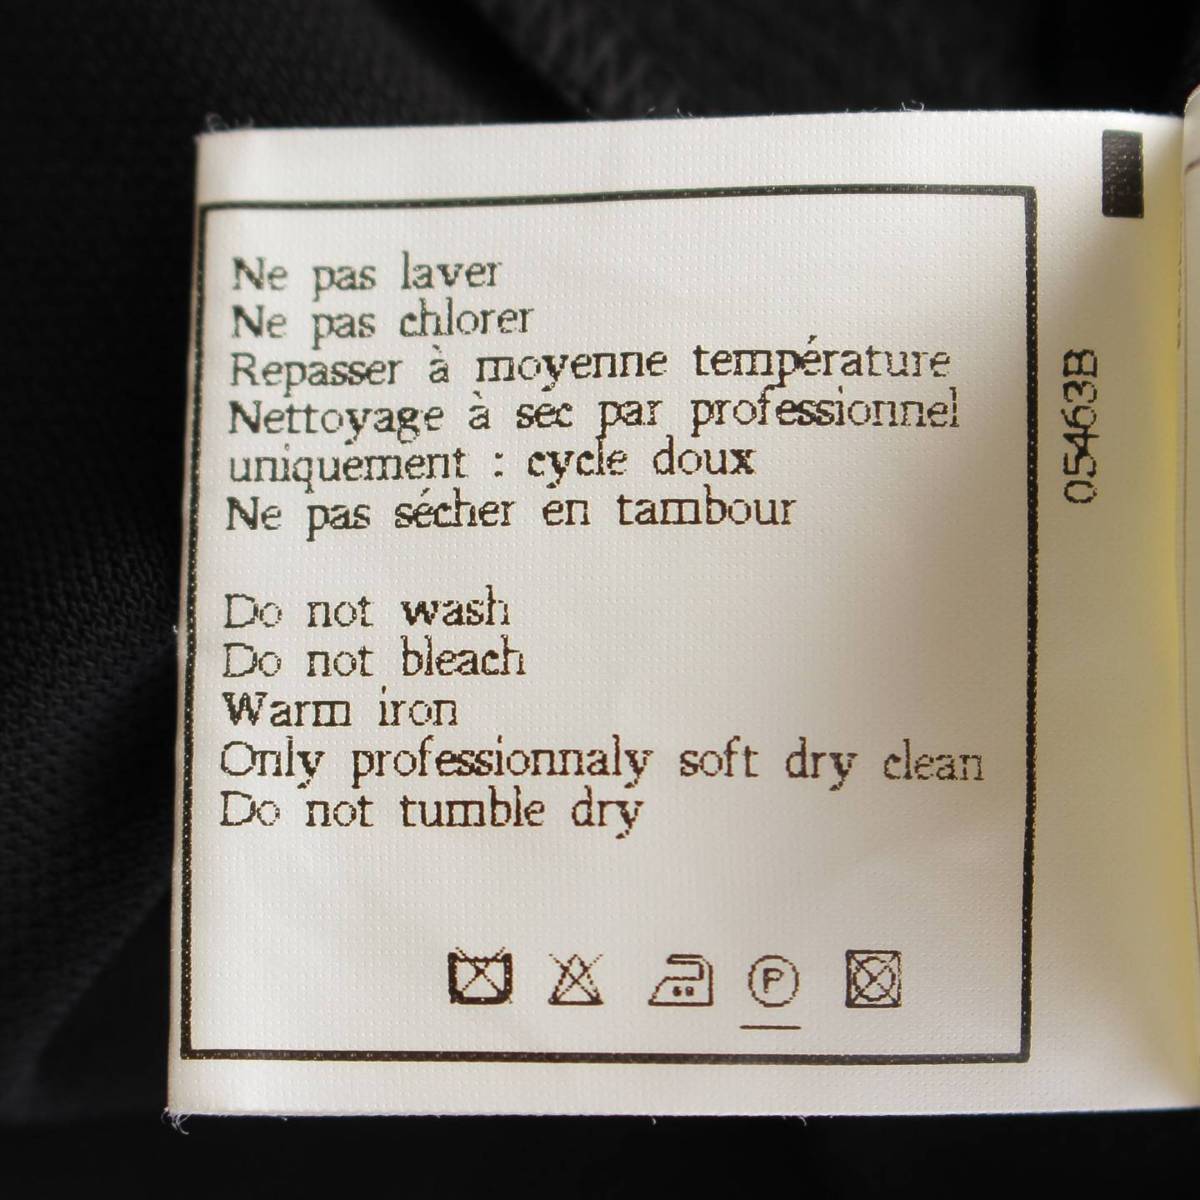 Ne pas laver
Ne pas chlorer
Repasser à moyenne température
Nettoyage à sec par professionnel
uniquement : cycle doux
Ne pas sécher en tambour
Do not wash
Do not bleach
Warm iron
Only professionnaly soft dry clean
Do not tumble dry
P
05463B